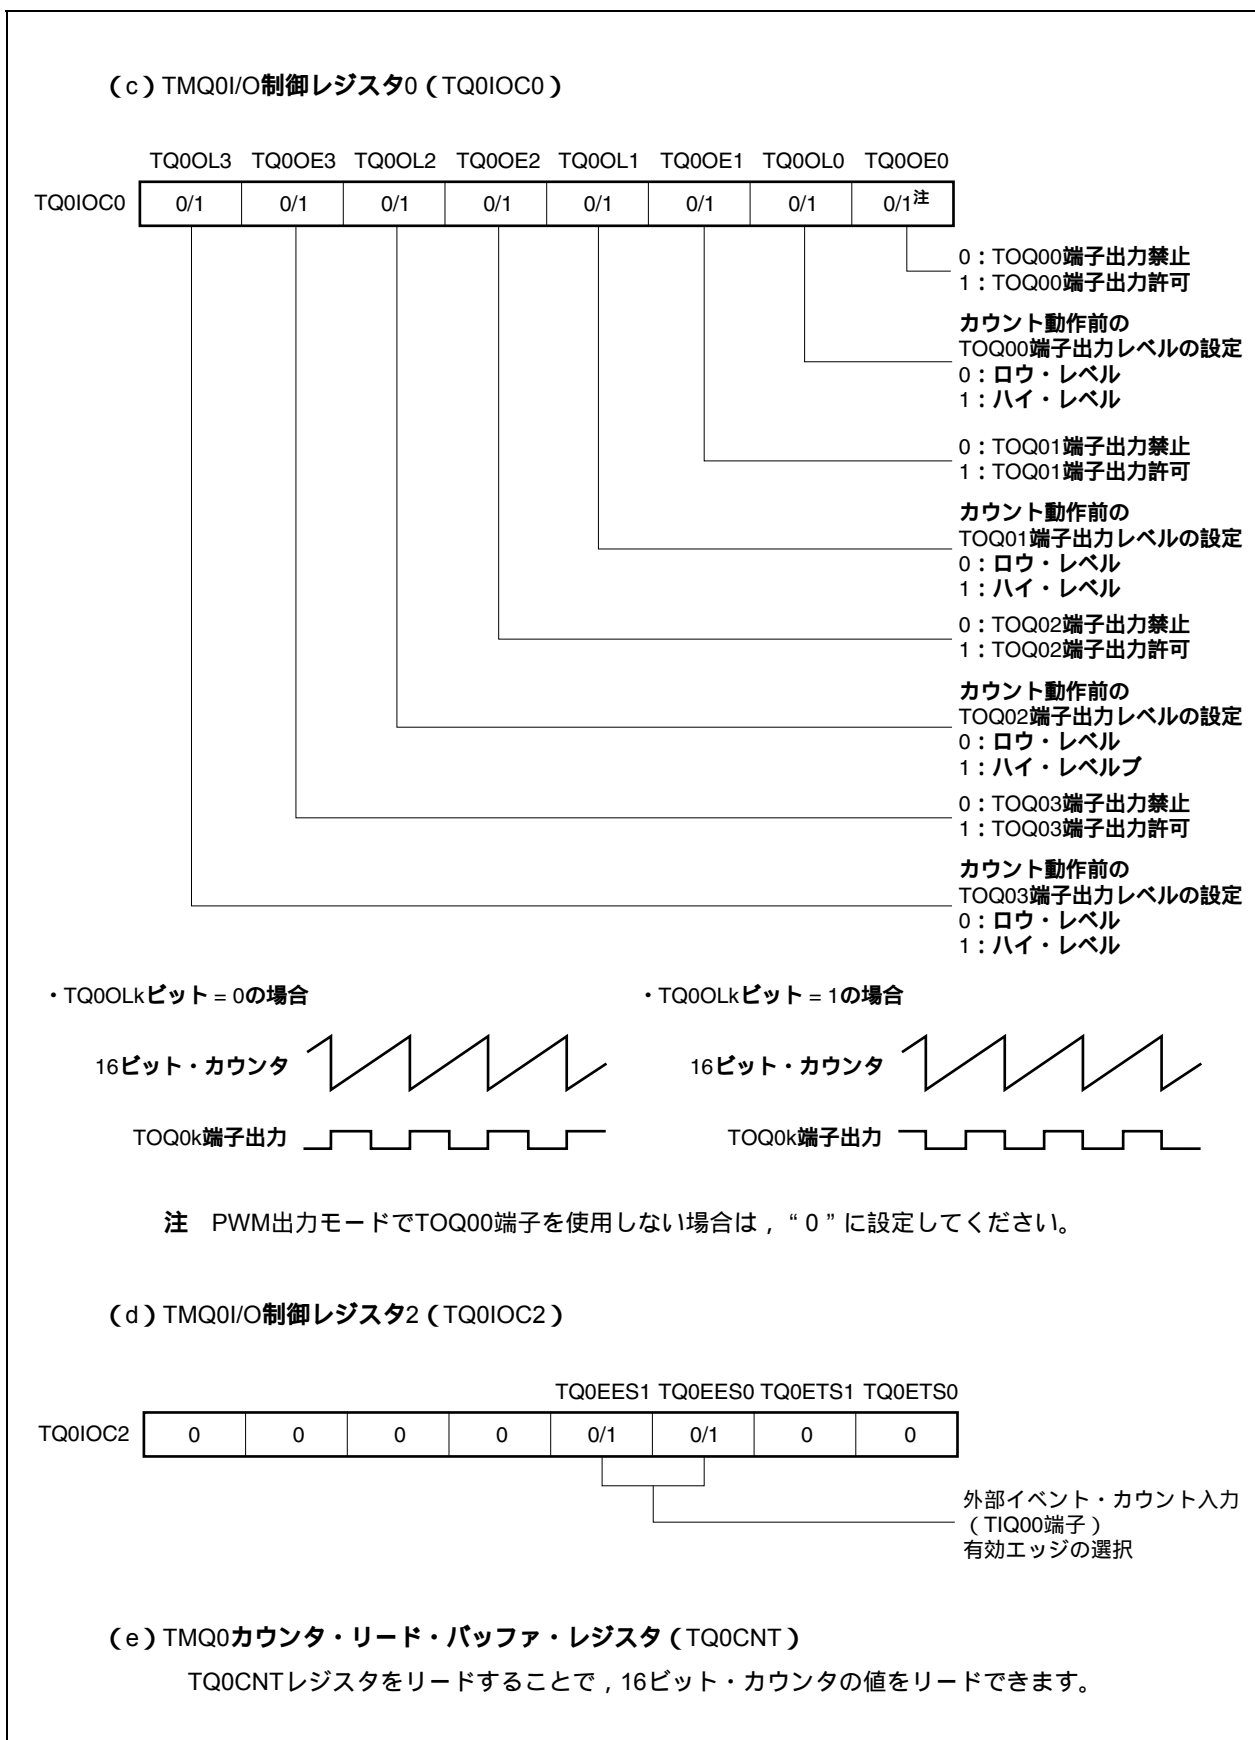 （c）TMQ0I/O制御レジスタ0（TQ0IOC0）
TQ0OL3 TQ0OE3 TQ0OL2 TQ0OE2 TQ0OL1 TQ0OE1 TQ0OL0 TQ0OE0
TQ0IOC0 0/1 0/1 0/1 0/1 0/1 0/1 0/1 0/1注
0：TOQ00端子出力禁止
1：TOQ00端子出力許可
カウント動作前の
TOQ00端子出力レベルの設定
0：ロウ・レベル
1：ハイ・レベル
0：TOQ01端子出力禁止
1：TOQ01端子出力許可
カウント動作前の
TOQ01端子出力レベルの設定
0：ロウ・レベル
1：ハイ・レベル
0：TOQ02端子出力禁止
1：TOQ02端子出力許可
カウント動作前の
TOQ02端子出力レベルの設定
0：ロウ・レベル
1：ハイ・レベルブ
0：TOQ03端子出力禁止
1：TOQ03端子出力許可
カウント動作前の
TOQ03端子出力レベルの設定
0：ロウ・レベル
1：ハイ・レベル
・TQ0OLkビット = 0の場合
16ビット・カウンタ
TOQ0k端子出力
・TQ0OLkビット = 1の場合
16ビット・カウンタ
TOQ0k端子出力
注 PWM出力モードでTOQ00端子を使用しない場合は，“0”に設定してください。
（d）TMQ0I/O制御レジスタ2（TQ0IOC2）
TQ0EES1 TQ0EES0 TQ0ETS1 TQ0ETS0
TQ0IOC2 0 0 0 0 0/1 0/1 0 0
外部イベント・カウント入力
（TIQ00端子）
有効エッジの選択
（e）TMQ0カウンタ・リード・バッファ・レジスタ（TQ0CNT）
TQ0CNTレジスタをリードすることで，16ビット・カウンタの値をリードできます。